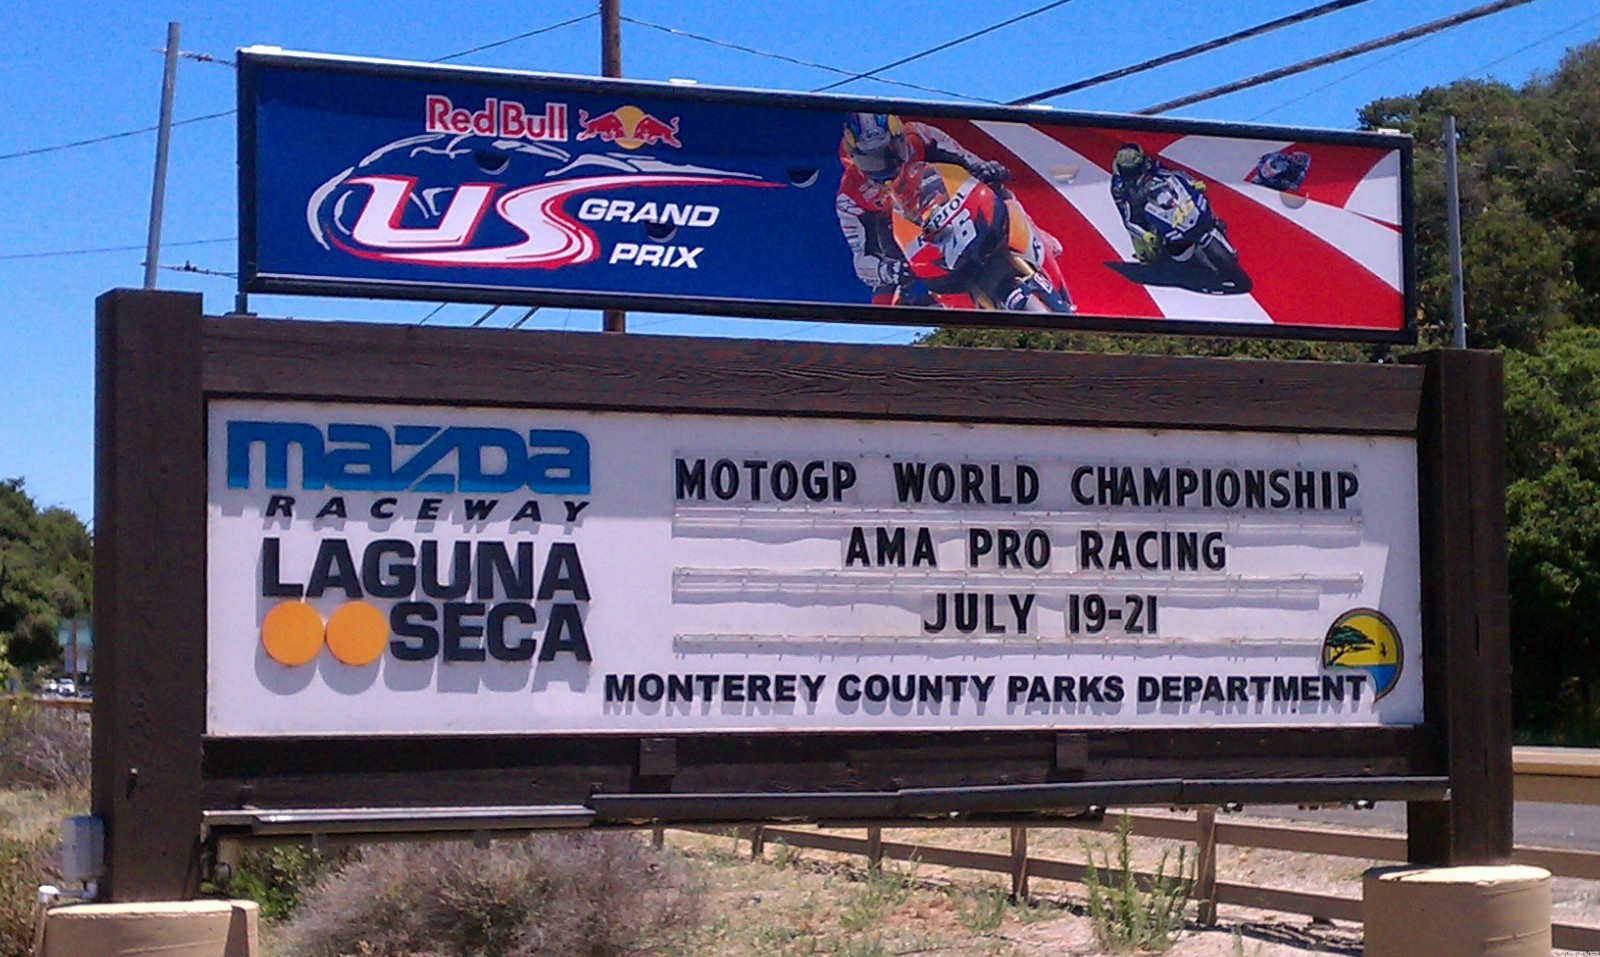 Red Bull
US GRAND
PRIX
REPSOL
26
mazda
RACEWAY
LAGUNA
SECA
MOTOGP WORLD CHAMPIONSHIP
AMA PRO RACING
JULY 19-21
MONTEREY COUNTY PARKS DEPARTMENT